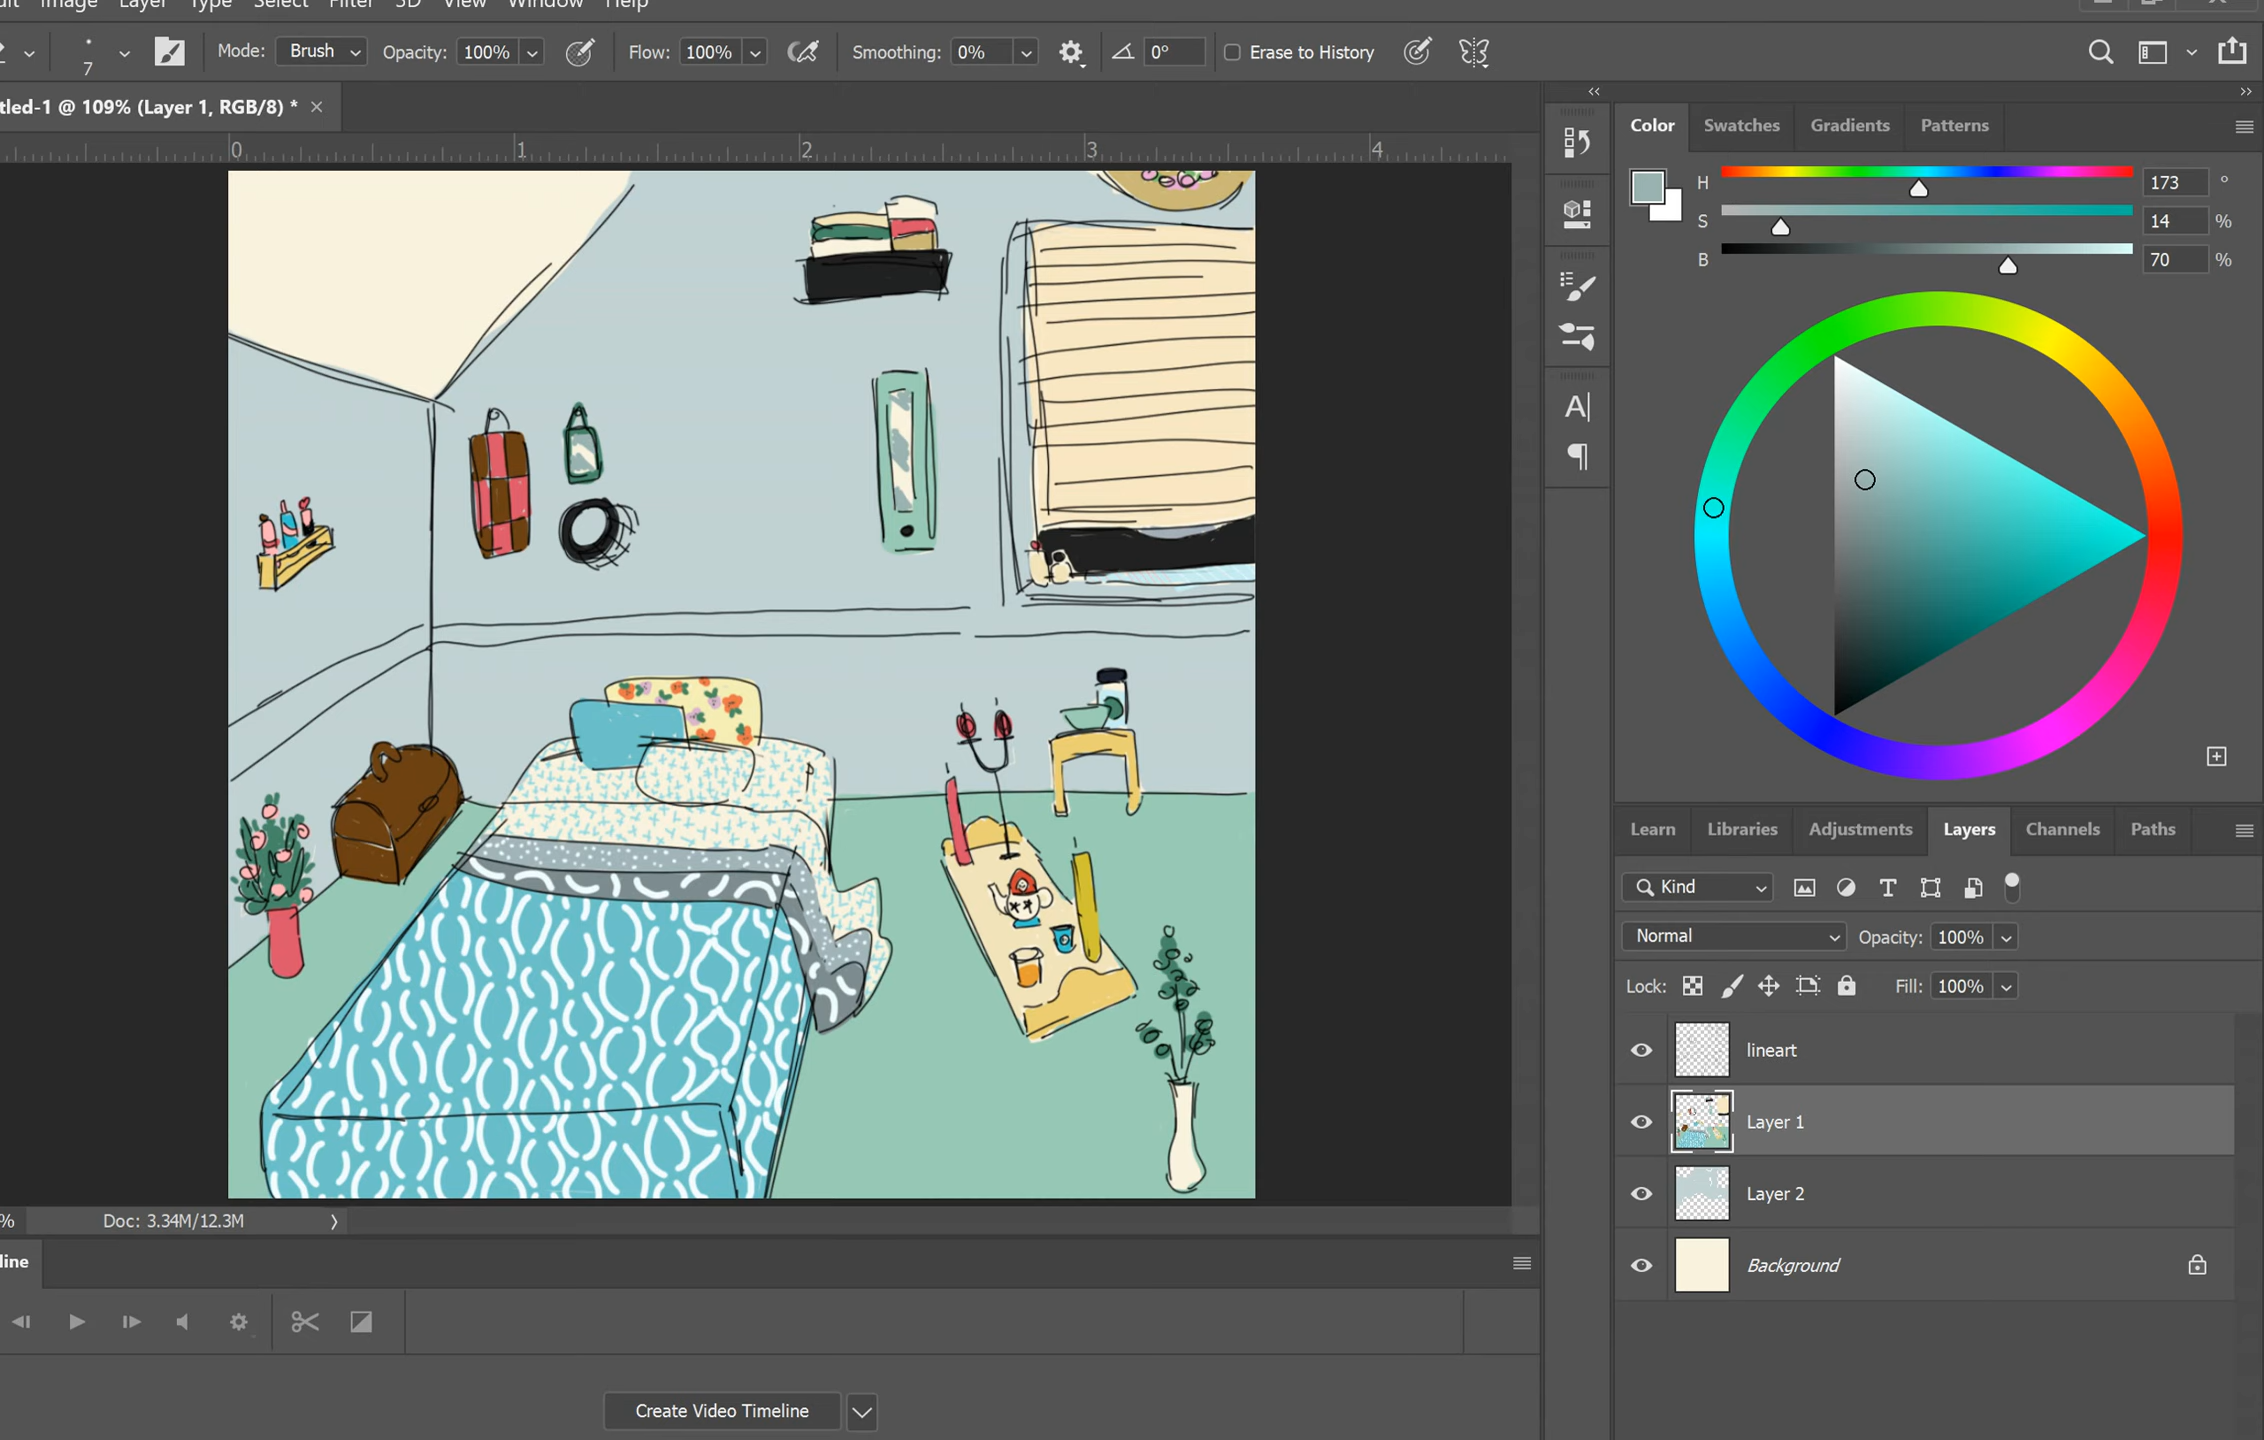 Image Layer Type Select Filter 3D View Window Help
7 Mode: Brush Opacity: 100% Flow: 100% Smoothing: 0% 0° Erase to History
tled-1 @ 109% (Layer 1, RGB/8) * ×
0 1 2 3 4
Color Swatches Gradients Patterns
H 173 °
S 14 %
B 70 %
Learn Libraries Adjustments Layers Channels Paths
Kind
Normal Opacity: 100%
Lock: Fill: 100%
lineart
Layer 1
Layer 2
Background
% Doc: 3.34M/12.3M
line
Create Video Timeline